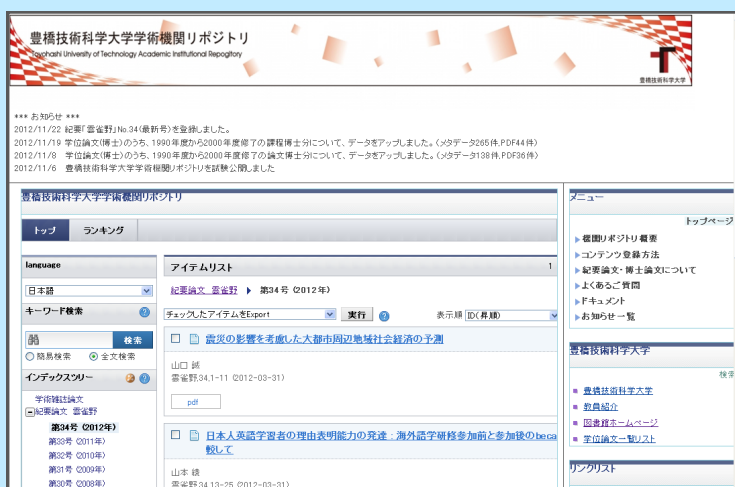 豊橋技術科学大学学術機関リポジトリ
Toyohashi University of Technology Academic Institutional Repogitory
豊橋技術科学大学
*** お知らせ ***
2012/11/22 紀要「雲雀野」No.34(最新号)を登録しました。
2012/11/19 学位論文(博士)のうち、1990年度から2000年度修了の課程博士分について、データをアップしました。(メタデータ265件,PDF44件)
2012/11/8 学位論文(博士)のうち、1990年度から2000年度修了の論文博士分について、データをアップしました。(メタデータ138件,PDF36件)
2012/11/6 豊橋技術科学大学学術機関リポジトリを試験公開しました
豊橋技術科学大学学術機関リポジトリ
トップ ランキング
language
日本語
キーワード検索
検索
簡易検索 全文検索
インデックスツリー
学術雑誌論文
紀要論文 雲雀野
第34号 (2012年)
第33号 (2011年)
第32号 (2010年)
第31号 (2009年)
第30号 (2008年)
アイテムリスト 1
紀要論文 雲雀野 第34号 (2012年)
チェックしたアイテムをExport 実行 表示順 ID(昇順)
震災の影響を考慮した大都市周辺地域社会経済の予測
山口 誠
雲雀野,34,1-11 (2012-03-31)
pdf
日本人英語学習者の理由表明能力の発達 : 海外語学研修参加前と参加後のbeca
較して
山本 綾
雲雀野,34,13-25 (2012-03-31)
メニュー
トップページ
機関リポジトリ概要
コンテンツ登録方法
紀要論文・博士論文について
よくあるご質問
ドキュメント
お知らせ一覧
豊橋技術科学大学
検索
豊橋技術科学大学
教員紹介
図書館ホームページ
学位論文一覧リスト
リンクリスト